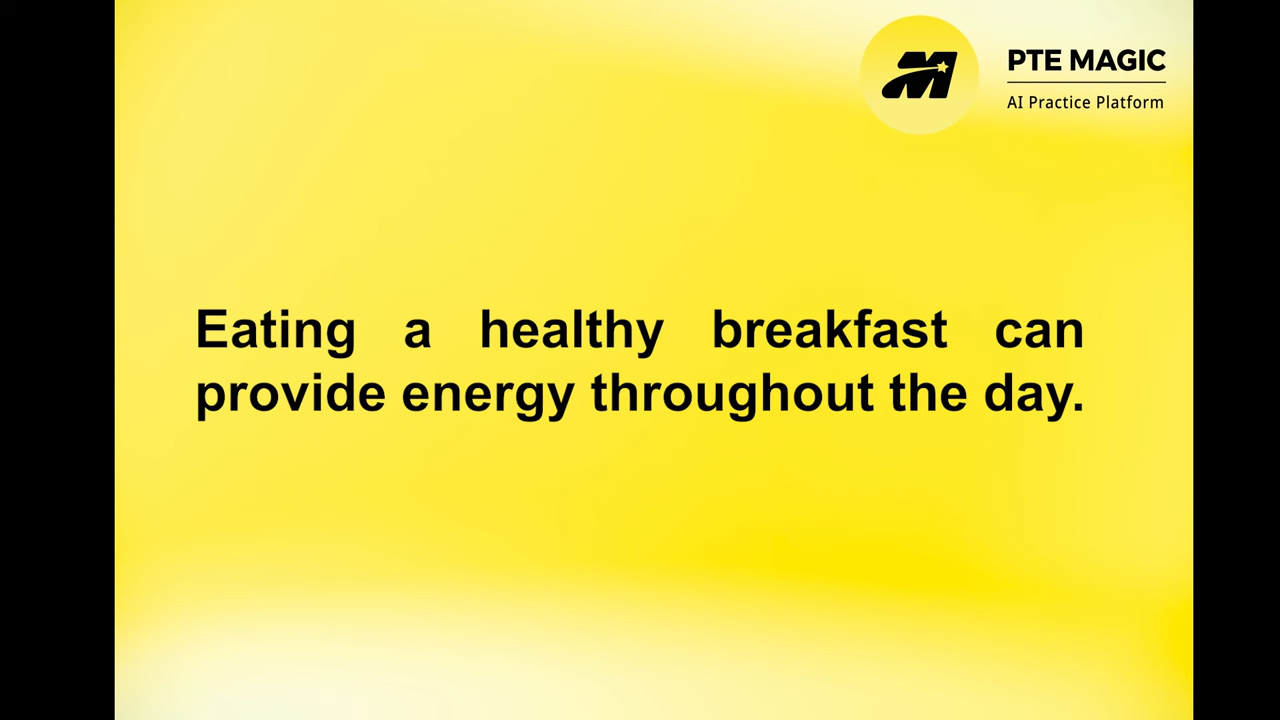 PTE MAGIC
AI Practice Platform
Eating a healthy breakfast can
provide energy throughout the day.